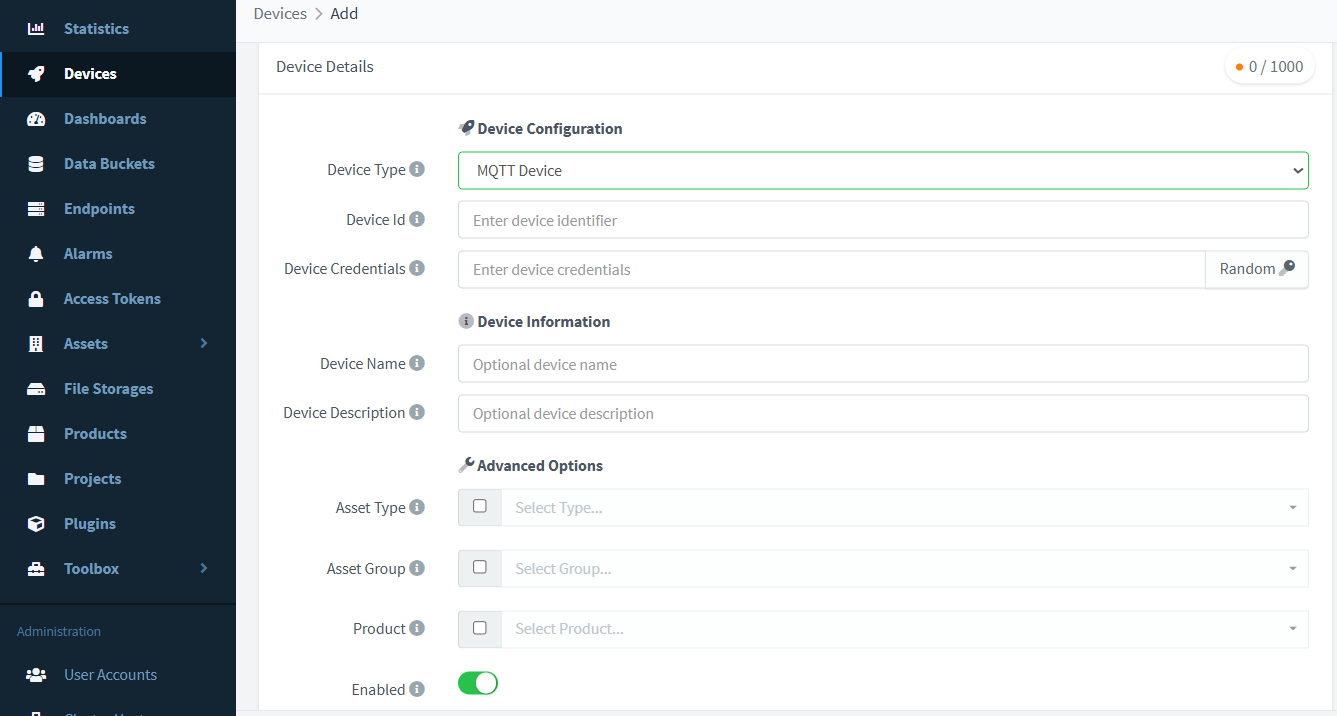 Statistics
Devices
Dashboards
Data Buckets
Endpoints
Alarms
Access Tokens
Assets
File Storages
Products
Projects
Plugins
Toolbox
Administration
User Accounts
Devices > Add
Device Details
0 / 1000
Device Configuration
Device Type
MQTT Device
Device Id
Enter device identifier
Device Credentials
Enter device credentials
Random
Device Information
Device Name
Optional device name
Device Description
Optional device description
Advanced Options
Asset Type
Select Type...
Asset Group
Select Group...
Product
Select Product...
Enabled